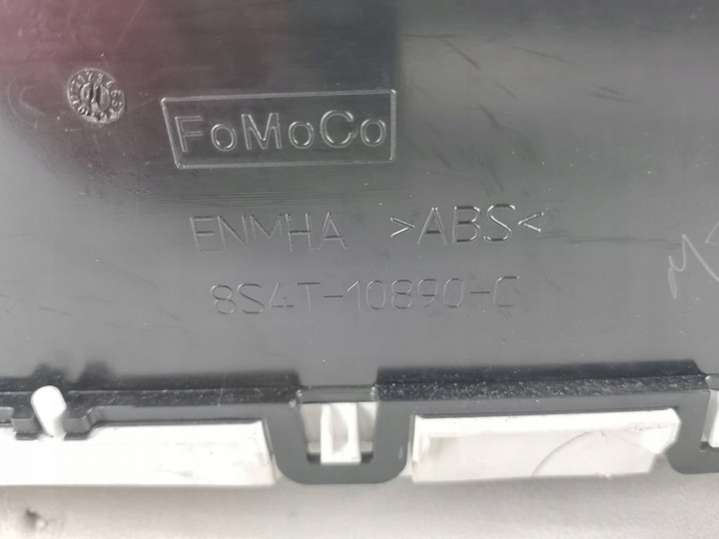 FoMoCo
ENMHA >ABS<
8S4T-10890-C